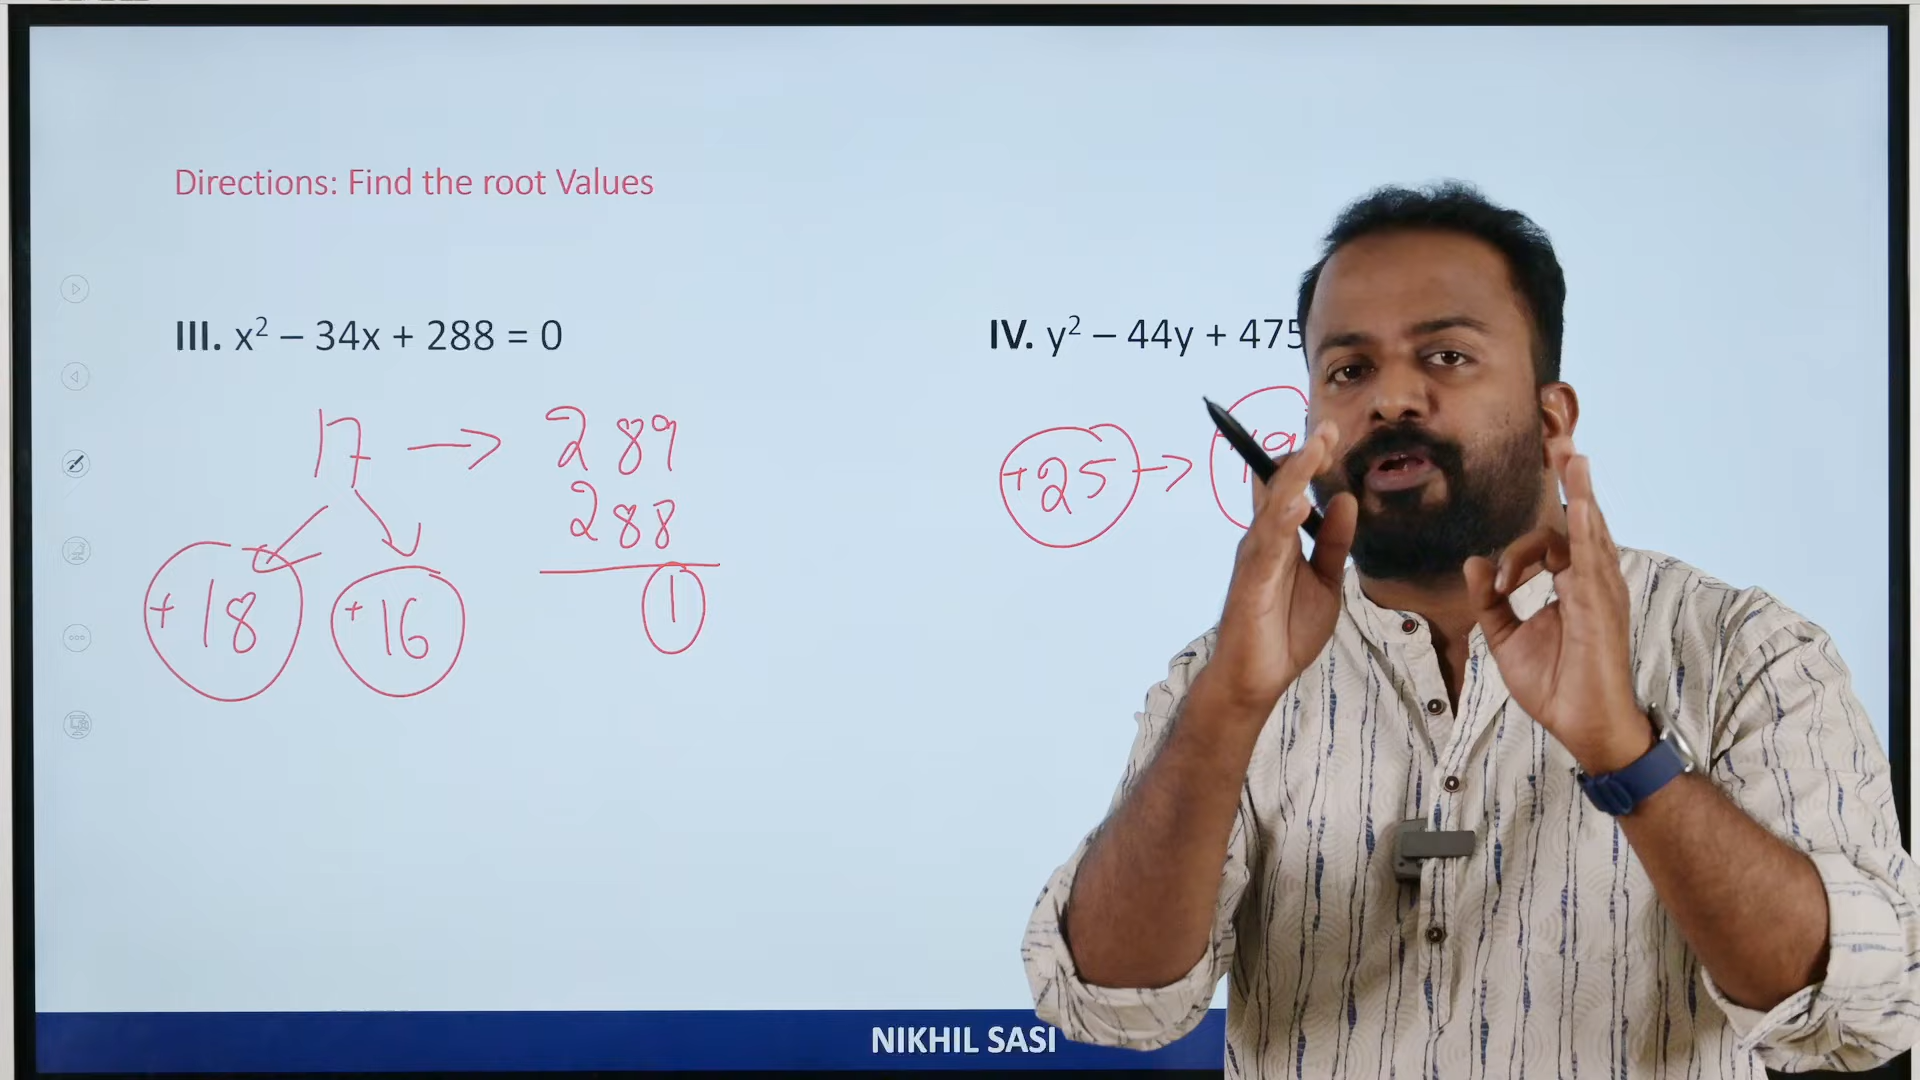 Directions: Find the root Values
III. x² – 34x + 288 = 0
IV. y² – 44y + 475
17 → 289
288
1
+18
+16
+25 → +19
NIKHIL SASI